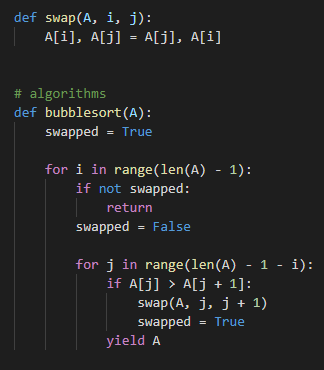 def swap(A, i, j):
    A[i], A[j] = A[j], A[i]
# algorithms
def bubblesort(A):
    swapped = True
    for i in range(len(A) - 1):
        if not swapped:
            return
        swapped = False
        for j in range(len(A) - 1 - i):
            if A[j] > A[j + 1]:
                swap(A, j, j + 1)
                swapped = True
            yield A